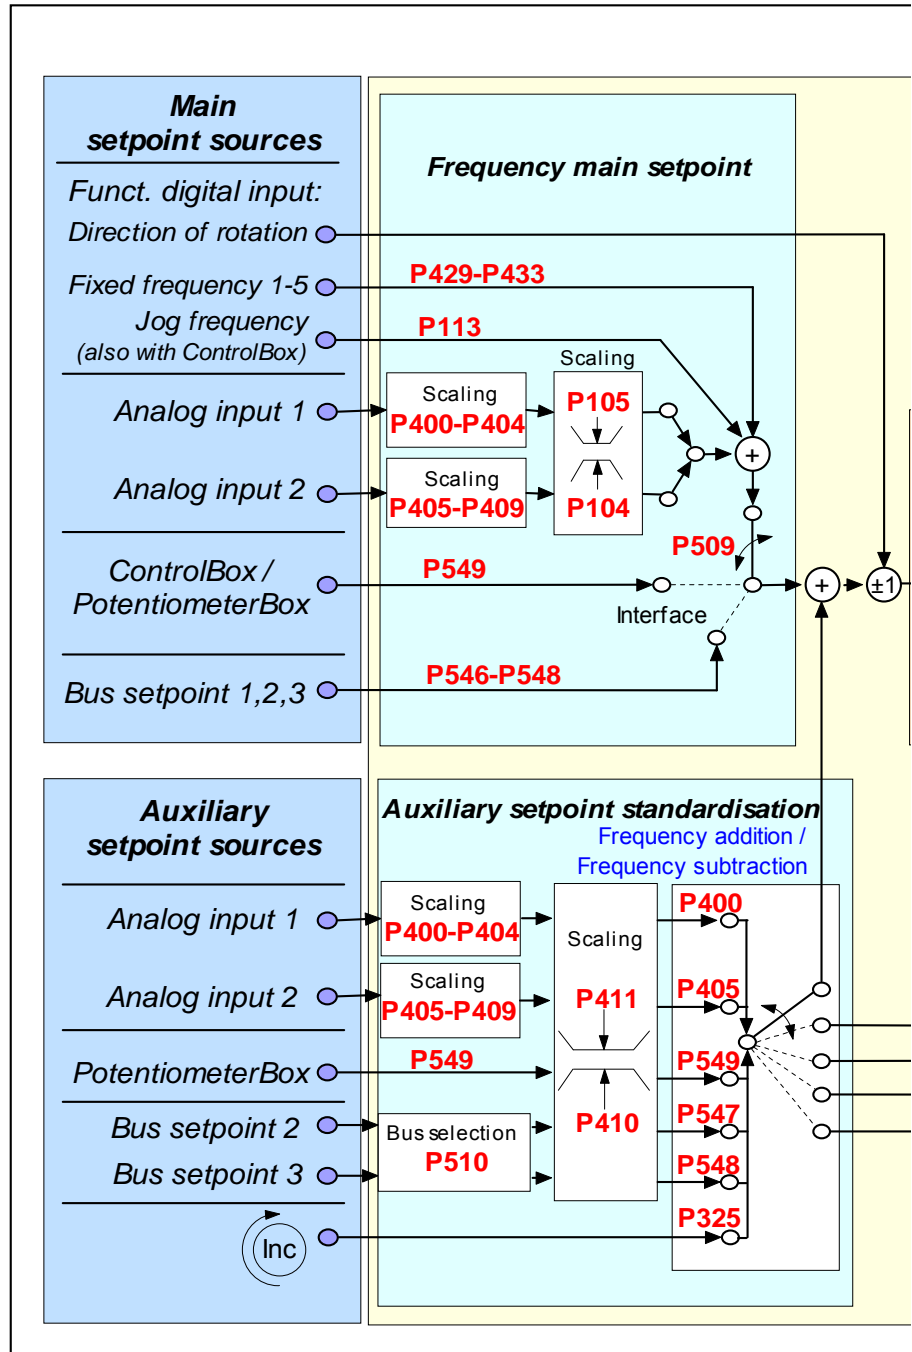 Main
setpoint sources
Funct. digital input:
Direction of rotation
Fixed frequency 1-5
Jog frequency
(also with ControlBox)
Analog input 1
Analog input 2
ControlBox /
PotentiometerBox
Bus setpoint 1,2,3
Frequency main setpoint
P429-P433
P113
Scaling
Scaling
P400-P404
P105
Scaling
P405-P409
P104
+
P509
P549
Interface
+
±1
P546-P548
Auxiliary
setpoint sources
Analog input 1
Analog input 2
PotentiometerBox
Bus setpoint 2
Bus setpoint 3
Inc
Auxiliary setpoint standardisation
Frequency addition /
Frequency subtraction
Scaling
P400-P404
Scaling
P405-P409
P549
Bus selection
P510
Scaling
P411
P410
P400
P405
P549
P547
P548
P325